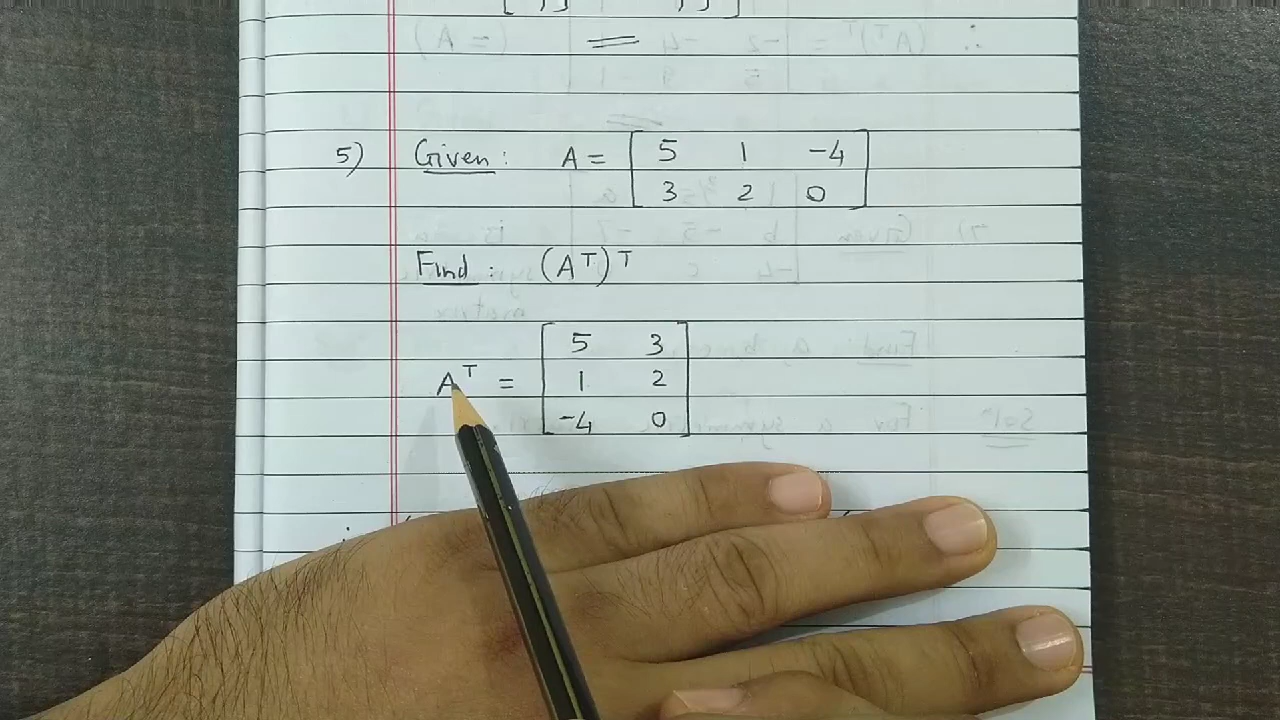 5) Given: A = [ 5 1 -4
3 2 0 ]
Find: (Aᵀ)ᵀ
Aᵀ = [ 5 3
1 2
-4 0 ]